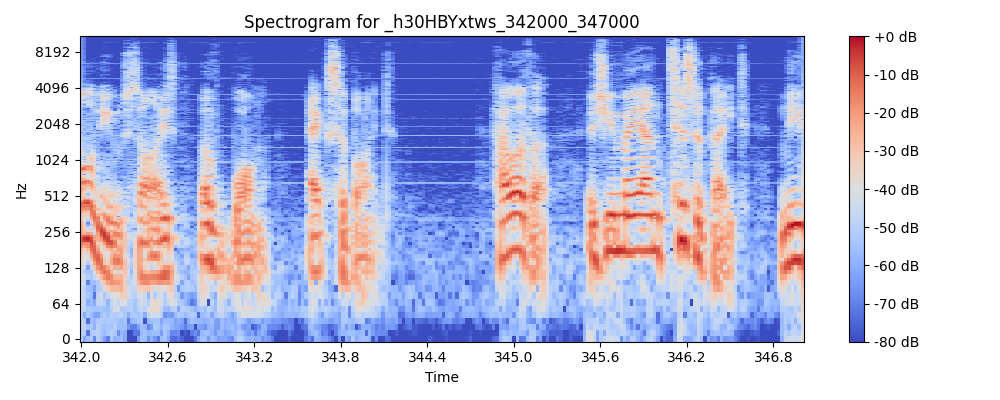 Spectrogram for _h30HBYxtws_342000_347000
Hz
8192
4096
2048
1024
512
256
128
64
0
342.0 342.6 343.2 343.8 344.4 345.0 345.6 346.2 346.8
Time
+0 dB
-10 dB
-20 dB
-30 dB
-40 dB
-50 dB
-60 dB
-70 dB
-80 dB